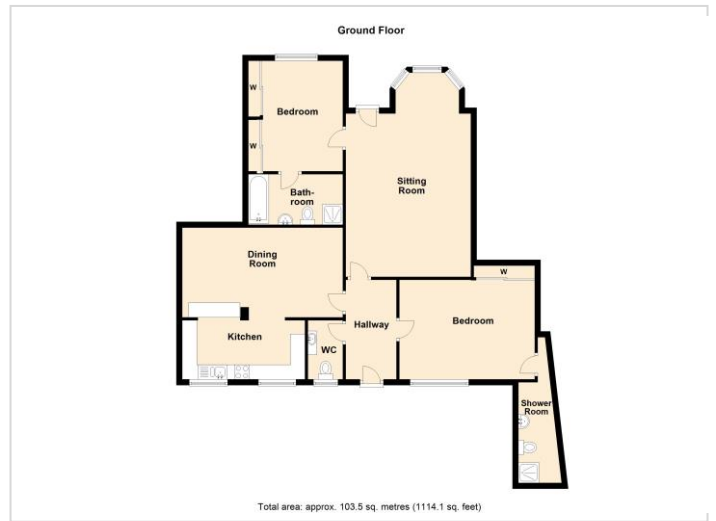 Ground Floor
W
Bedroom
W
Bath-
room
Sitting
Room
Dining
Room
W
Kitchen
WC
Hallway
Bedroom
Shower
Room
Total area: approx. 103.5 sq. metres (1114.1 sq. feet)